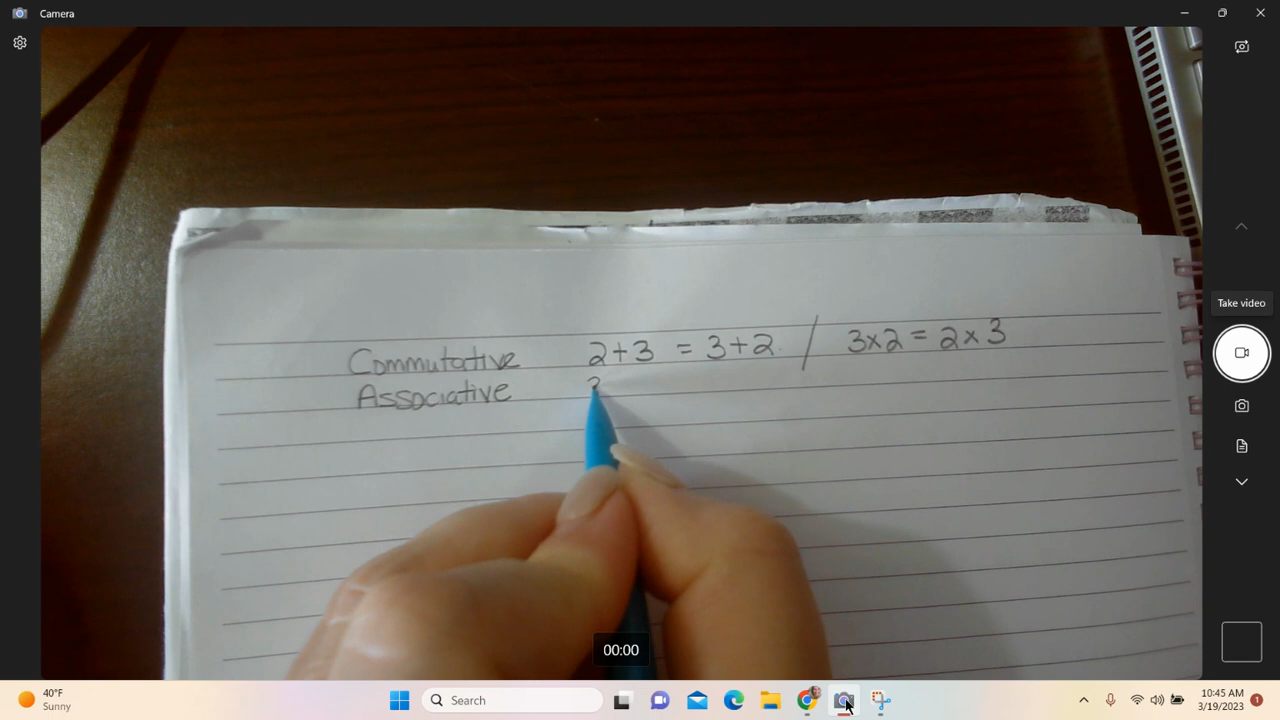 Camera
Commutative 2+3 = 3+2. / 3x2 = 2x3
Associative
Take video
00:00
40°F
Sunny
Search
10:45 AM
3/19/2023
1